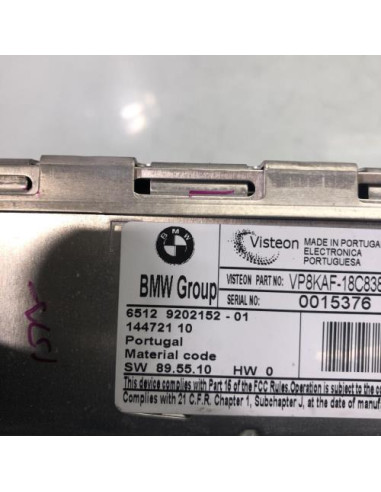 BMW
Visteon
MADE IN PORTUGAL
ELECTRONICA
PORTUGUESA
BMW Group
VISTEON PART NO: VP8KAF-18C838
SERIAL NO: 0015376
6512 9202152 - 01
144721 10
Portugal
Material code
SW 89.55.10 HW 0
This device complies with Part 15 of the FCC Rules. Operation is subject to the co
Complies with 21 C.F.R. Chapter 1, Subchapter J, at the date of manuf